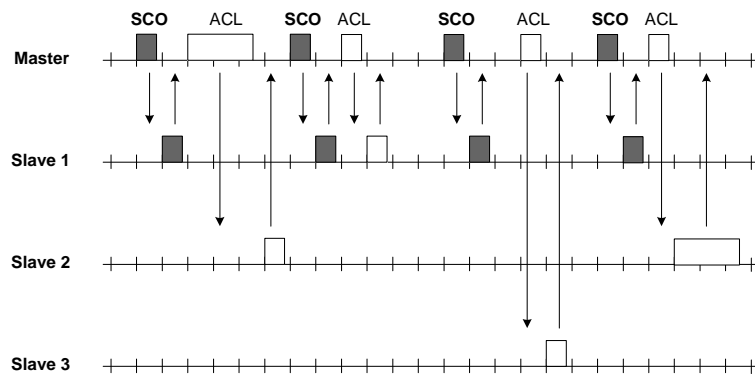 SCO ACL SCO ACL SCO ACL SCO ACL
Master
Slave 1
Slave 2
Slave 3